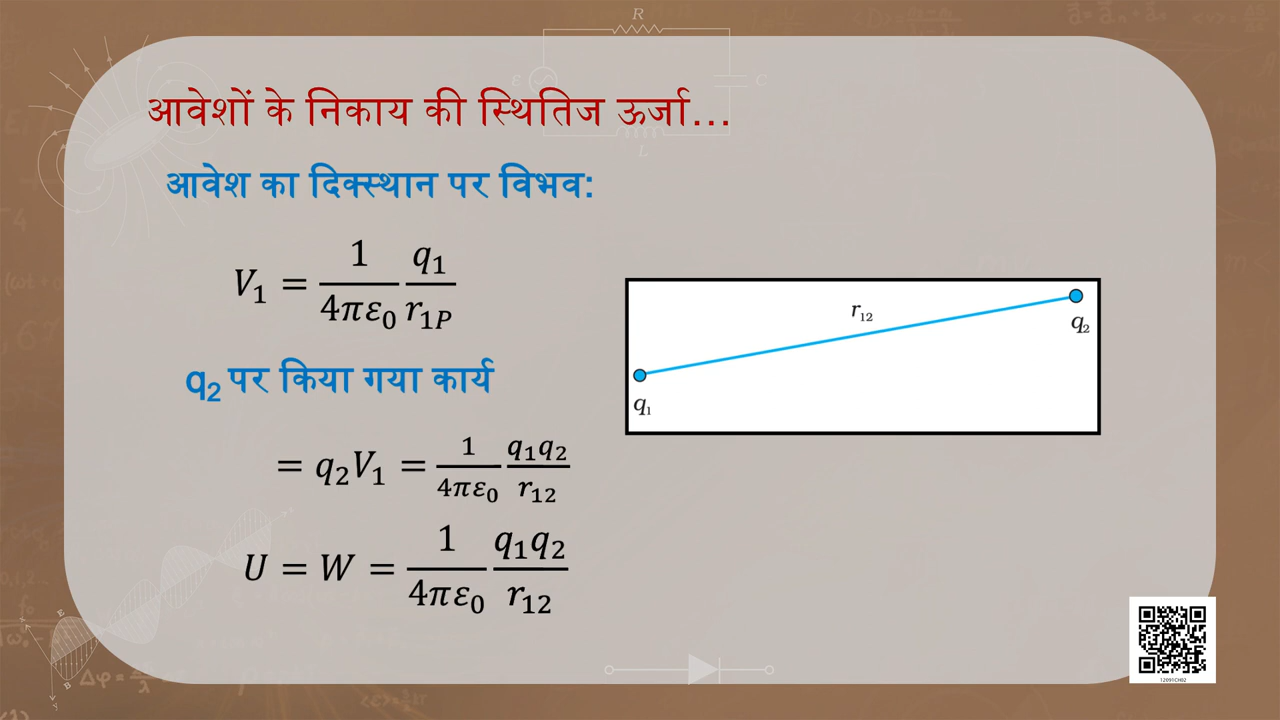 आवेशों के निकाय की स्थितिज ऊर्जा...
आवेश का दिक्स्थान पर विभव:
V₁ = 1/4πε₀ q₁/r₁P
q₂ पर किया गया कार्य
= q₂V₁ = 1/4πε₀ q₁q₂/r₁₂
U = W = 1/4πε₀ q₁q₂/r₁₂
r₁₂
q₂
q₁
12091CH02
R
C
L